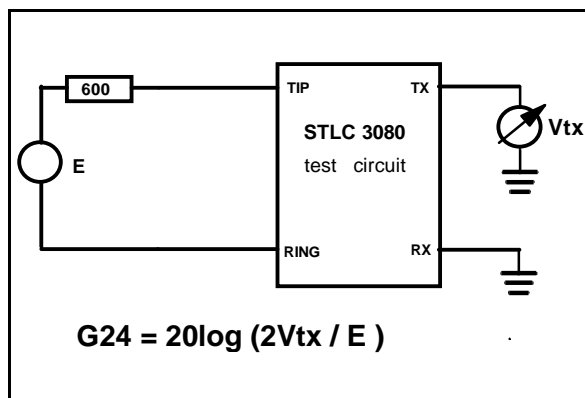 600
TIP
TX
STLC 3080
Vtx
E
test circuit
RING
RX
G24 = 20log (2Vtx / E )
.